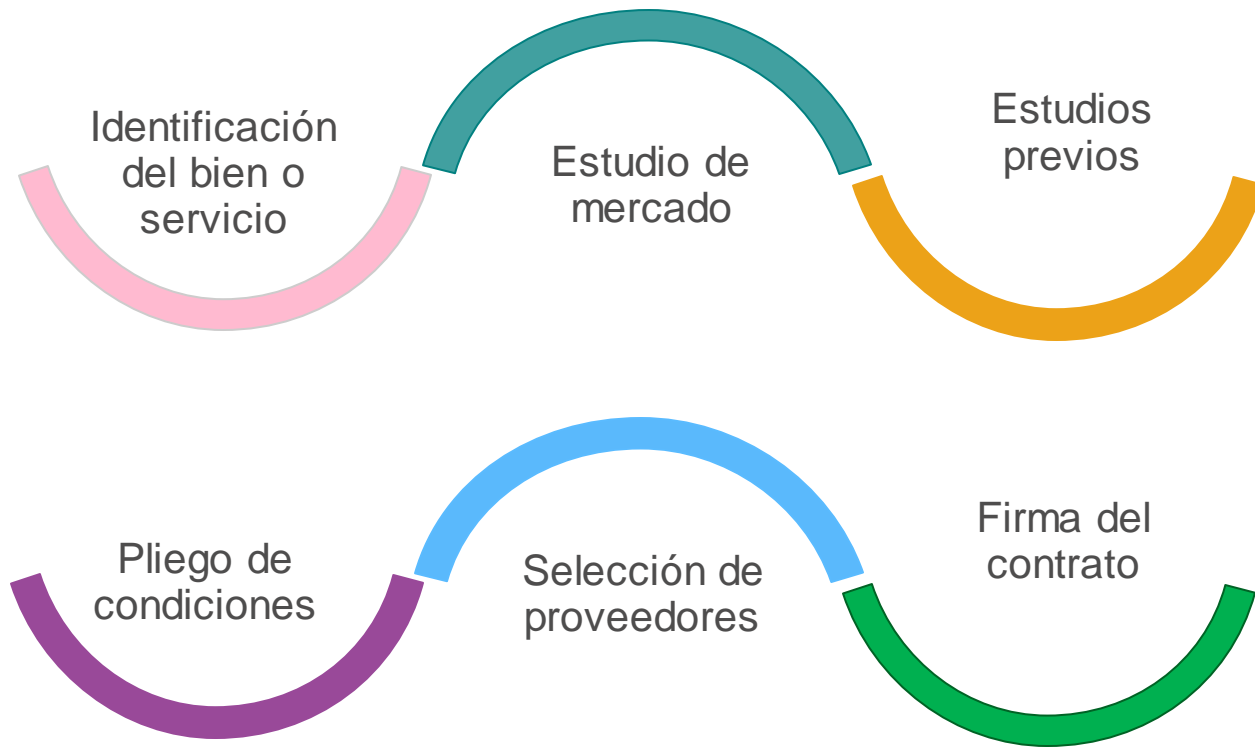 Identificación
del bien o
servicio
Estudio de
mercado
Estudios
previos
Pliego de
condiciones
Selección de
proveedores
Firma del
contrato